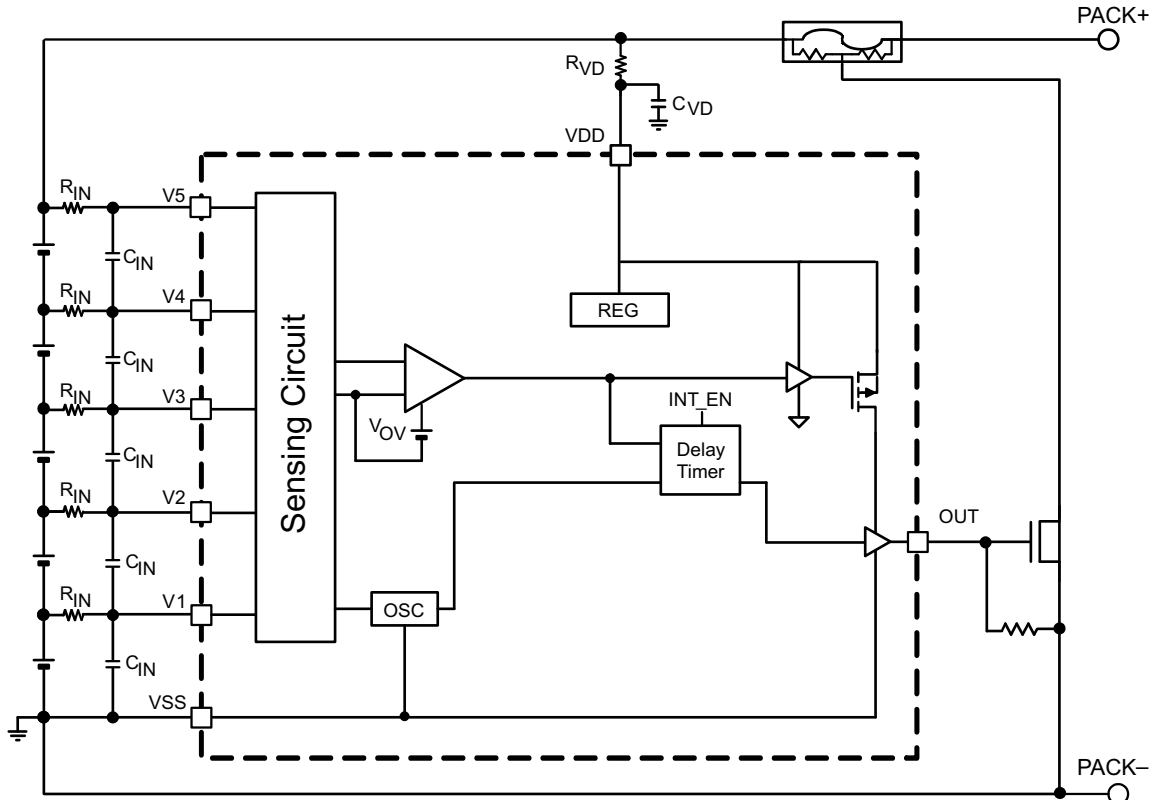 PACK+
RVD
CVD
VDD
RIN
V5
CIN
RIN
V4
REG
CIN
RIN
V3
Sensing Circuit
VOV
INT_EN
Delay
Timer
CIN
RIN
V2
OUT
CIN
RIN
V1
OSC
CIN
VSS
PACK–